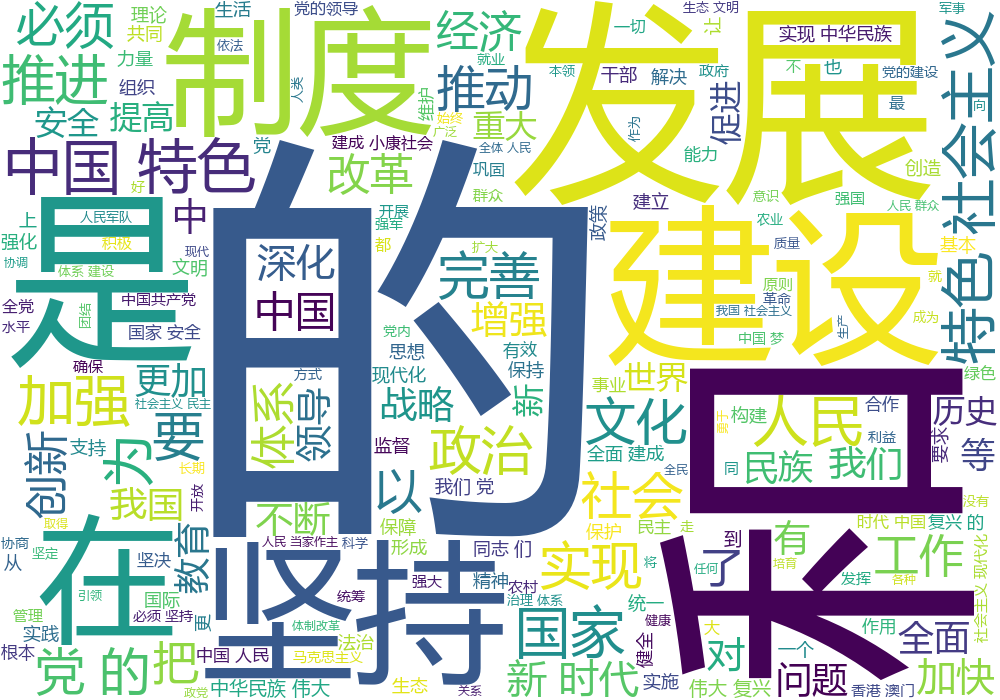 必须
制度
发展
理论
生活
党的领导
经济
生态 文明
让
一切
实现 中华民族
军事
共同
依法
推进
力量
就业
本领
干部
解决
政府
不
也
党的建设
特色 社会主义
组织
人类
推动
促进
最
向
安全
提高
维护
始终
广泛
重大
作为
党
建成 小康社会
全体 人民
能力
创造
中国 特色
改革
巩固
好
群众
意识
强国
人民 群众
是
的
上
人民军队
中
开展
强军
建立
农业
强化
积极
现代
都
扩大
政策
建设
质量
基本
协调
体系 建设
文明
深化
完善
原则
就
全党
中国共产党
中国
增强
革命
我国 社会主义
成为
水平
团结
国家 安全
党内
生产
中国 梦
确保
更加
思想
有效
方式
现代化
保持
新
事业
世界
绿色
加强
社会主义 民主
体系
领导
战略
文化
人民
合作
历史
构建
利益
要求
创新
支持
为
要
监督
政治
全面 建成
等
长期
我们 党
同
民族
我们
全民
以
社会
我国
开放
不断
保障
保护
民主
走
有
时代 中国
复兴 的
没有
取得
在
教育
人民 当家作主
科学
形成
同志 们
实现
到
了
工作
社会主义 现代化
协商
坚定
从
坚决
坚持
强大
精神
农村
将
任何
培育
发挥
各种
引领
国际
统筹
治理 体系
国家
统一
管理
必须 坚持
更
体制改革
健康
大
作用
全面
实践
法治
健全
对
一个
根本
党 的
把
中国 人民
马克思主义
生态
新 时代
实施
问题
加快
政党
中华民族 伟大
关系
伟大 复兴
香港 澳门